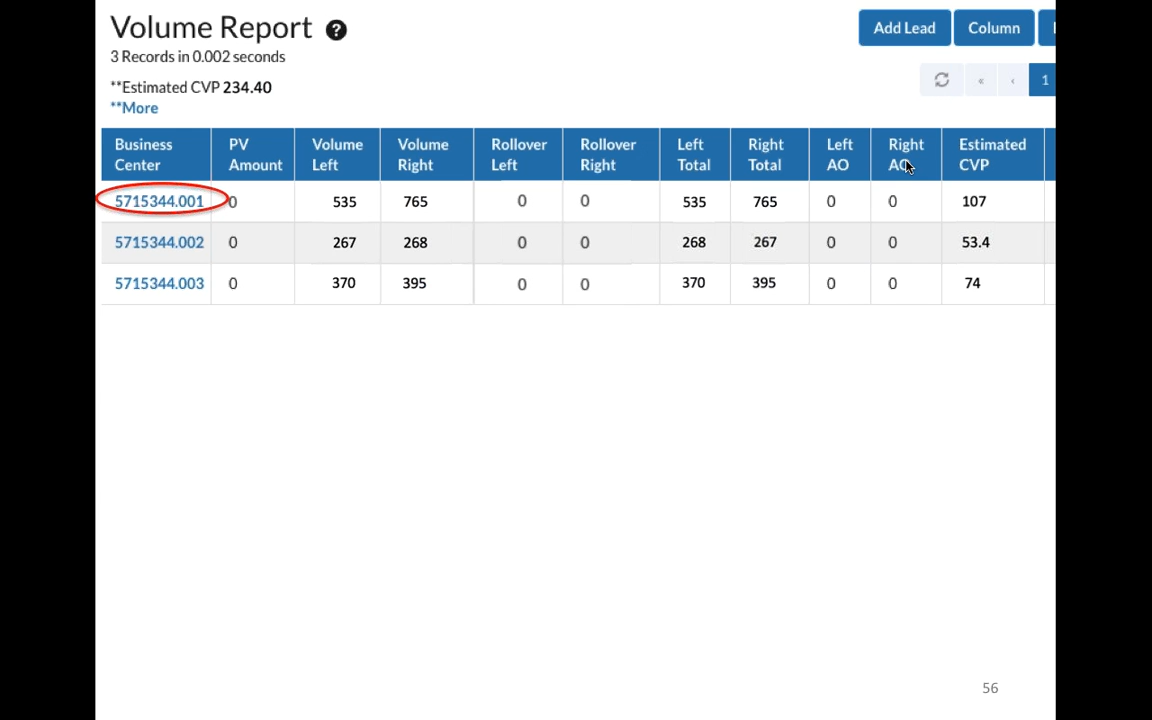 Volume Report ?
3 Records in 0.002 seconds
**Estimated CVP 234.40
**More
Add Lead Column
« ‹ 1
Business Center PV Amount Volume Left Volume Right Rollover Left Rollover Right Left Total Right Total Left AO Right AO Estimated CVP
5715344.001 0 535 765 0 0 535 765 0 0 107
5715344.002 0 267 268 0 0 268 267 0 0 53.4
5715344.003 0 370 395 0 0 370 395 0 0 74
56